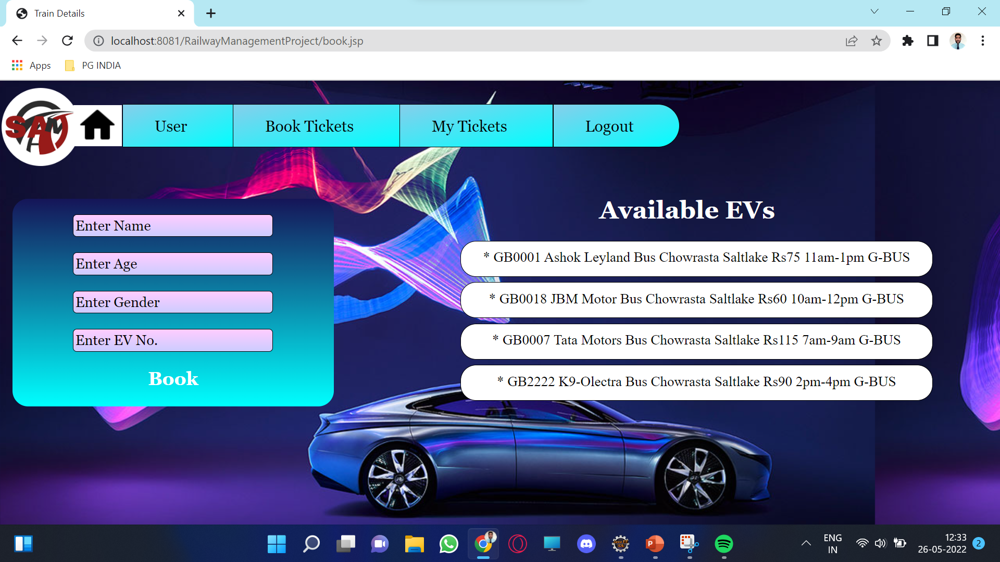 Train Details
localhost:8081/RailwayManagementProject/book.jsp
Apps PG INDIA
SAHM
User Book Tickets My Tickets Logout
Available EVs
Enter Name
Enter Age
Enter Gender
Enter EV No.
Book
* GB0001 Ashok Leyland Bus Chowrasta Saltlake Rs75 11am-1pm G-BUS
* GB0018 JBM Motor Bus Chowrasta Saltlake Rs60 10am-12pm G-BUS
* GB0007 Tata Motors Bus Chowrasta Saltlake Rs115 7am-9am G-BUS
* GB2222 K9-Olectra Bus Chowrasta Saltlake Rs90 2pm-4pm G-BUS
ENG
IN
12:33
26-05-2022
2